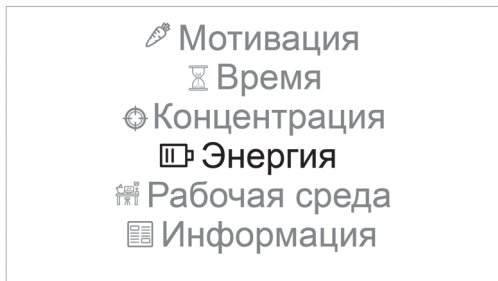 Мотивация
Время
Концентрация
Энергия
Рабочая среда
Информация